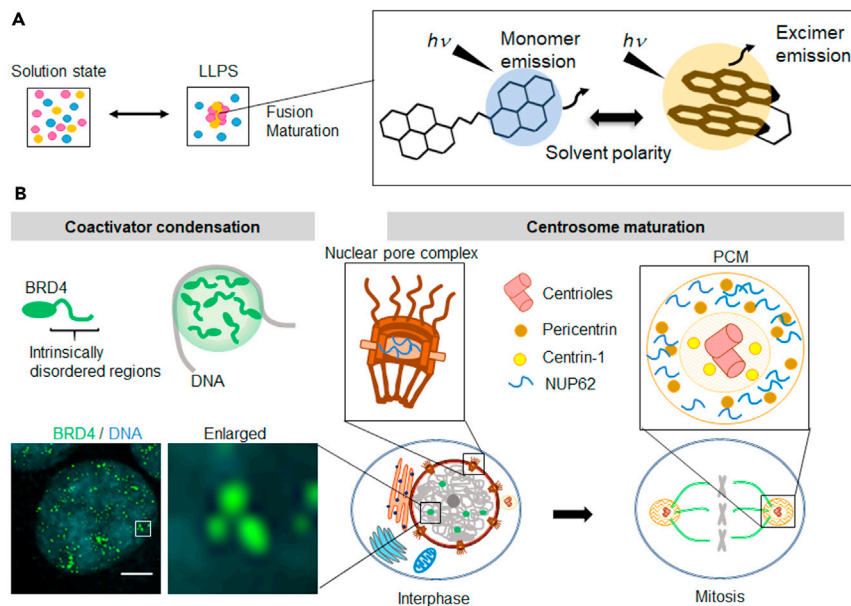 A
Solution state
LLPS
Fusion
Maturation
hν
Monomer
emission
hν
Excimer
emission
Solvent polarity
B
Coactivator condensation
Centrosome maturation
BRD4
Intrinsically
disordered regions
DNA
Nuclear pore complex
Centrioles
Pericentrin
Centrin-1
NUP62
PCM
BRD4 / DNA
Enlarged
Interphase
Mitosis